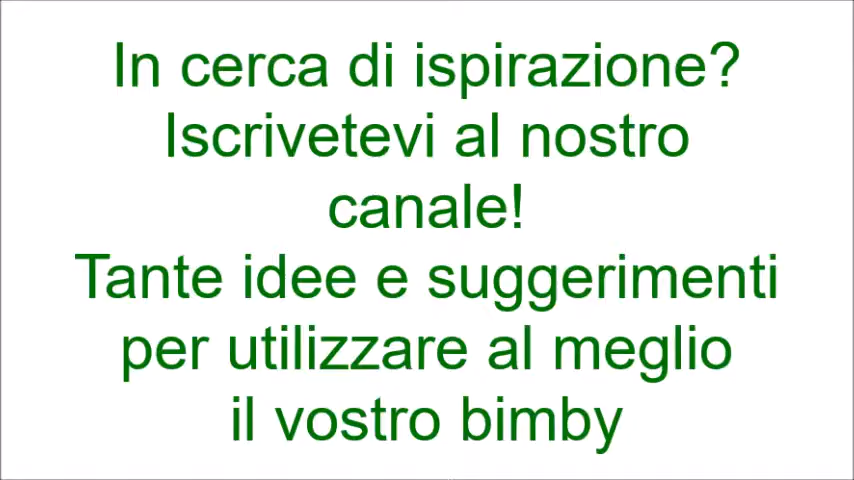 In cerca di ispirazione?
Iscrivetevi al nostro
canale!
Tante idee e suggerimenti
per utilizzare al meglio
il vostro bimby